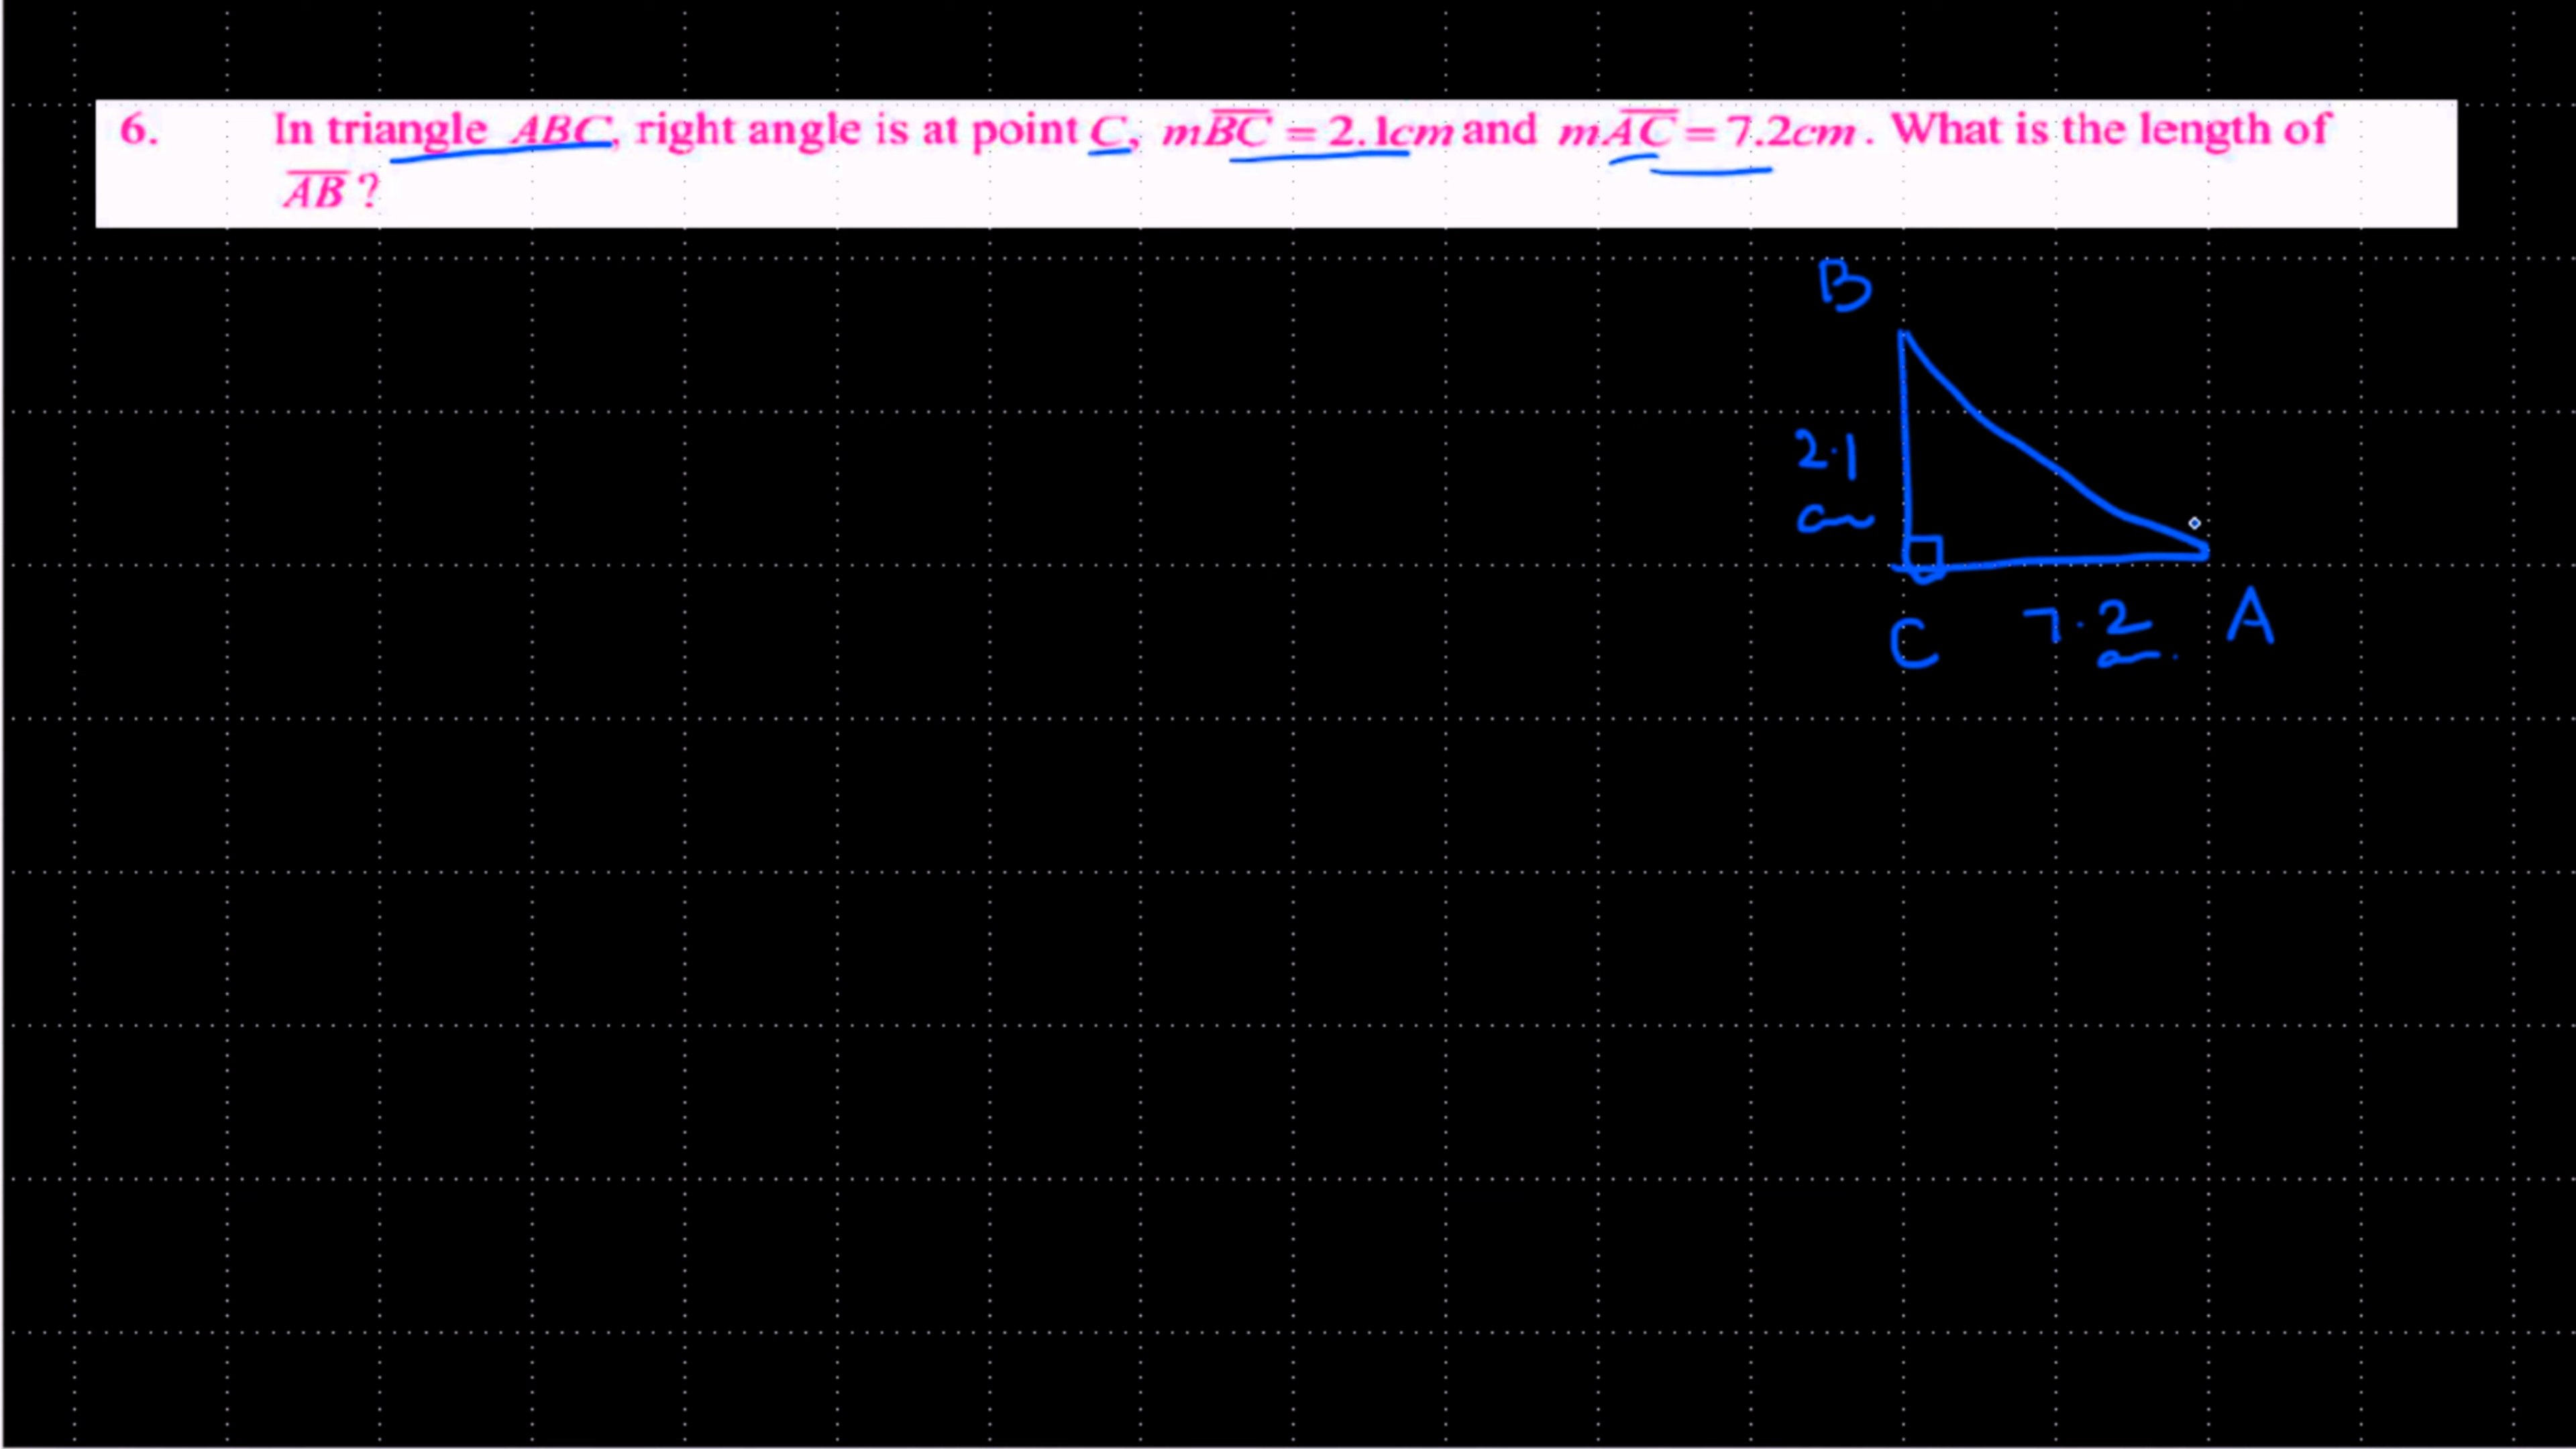 6. In triangle ABC, right angle is at point C, mBC = 2.1cm and mAC = 7.2cm. What is the length of
AB ?
B
2.1
cm
C 7.2 A
cm.